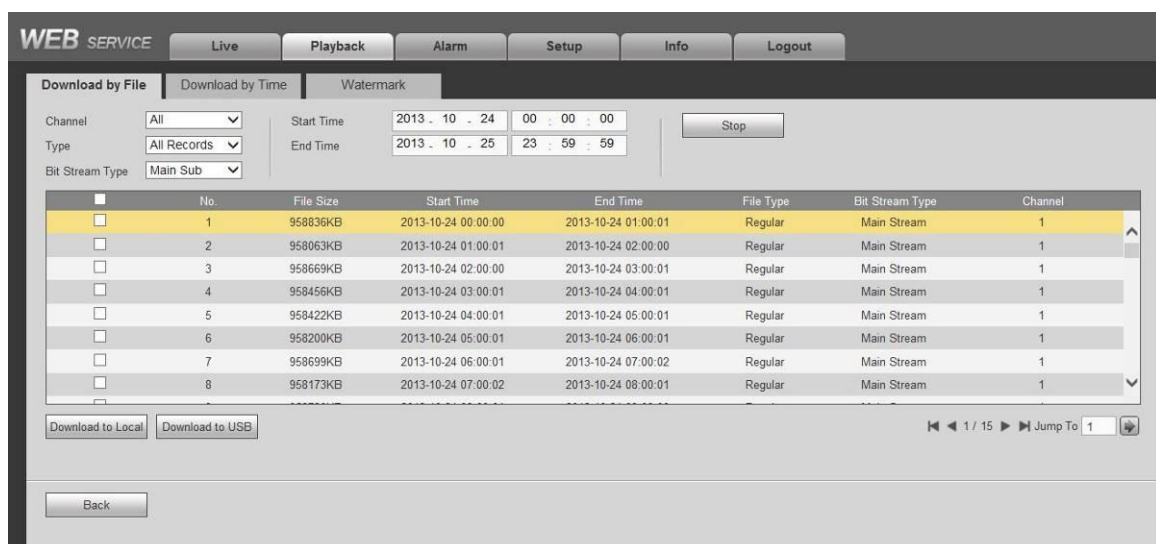 WEB SERVICE Live Playback Alarm Setup Info Logout
Download by File Download by Time Watermark
Channel All Start Time 2013 . 10 . 24 00 : 00 : 00 Stop
Type All Records End Time 2013 . 10 . 25 23 : 59 : 59
Bit Stream Type Main Sub
No. File Size Start Time End Time File Type Bit Stream Type Channel
1 958836KB 2013-10-24 00:00:00 2013-10-24 01:00:01 Regular Main Stream 1
2 958063KB 2013-10-24 01:00:01 2013-10-24 02:00:00 Regular Main Stream 1
3 958669KB 2013-10-24 02:00:00 2013-10-24 03:00:01 Regular Main Stream 1
4 958456KB 2013-10-24 03:00:01 2013-10-24 04:00:01 Regular Main Stream 1
5 958422KB 2013-10-24 04:00:01 2013-10-24 05:00:01 Regular Main Stream 1
6 958200KB 2013-10-24 05:00:01 2013-10-24 06:00:01 Regular Main Stream 1
7 958699KB 2013-10-24 06:00:01 2013-10-24 07:00:02 Regular Main Stream 1
8 958173KB 2013-10-24 07:00:02 2013-10-24 08:00:01 Regular Main Stream 1
Download to Local Download to USB 1 / 15 Jump To 1
Back